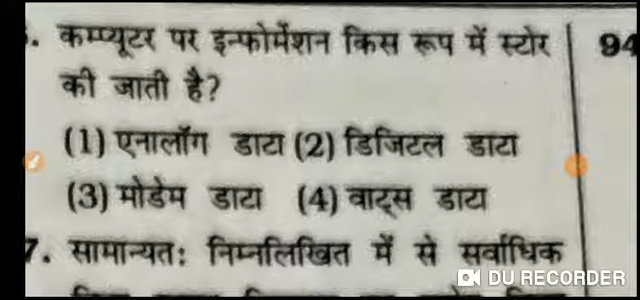 . कम्प्यूटर पर इन्फोर्मेशन किस रूप में स्टोर
94
की जाती है?
(1) एनालॉग डाटा (2) डिजिटल डाटा
(3) मोडेम डाटा (4) वाट्स डाटा
7. सामान्यतः निम्नलिखित में से सर्वाधिक
DU RECORDER